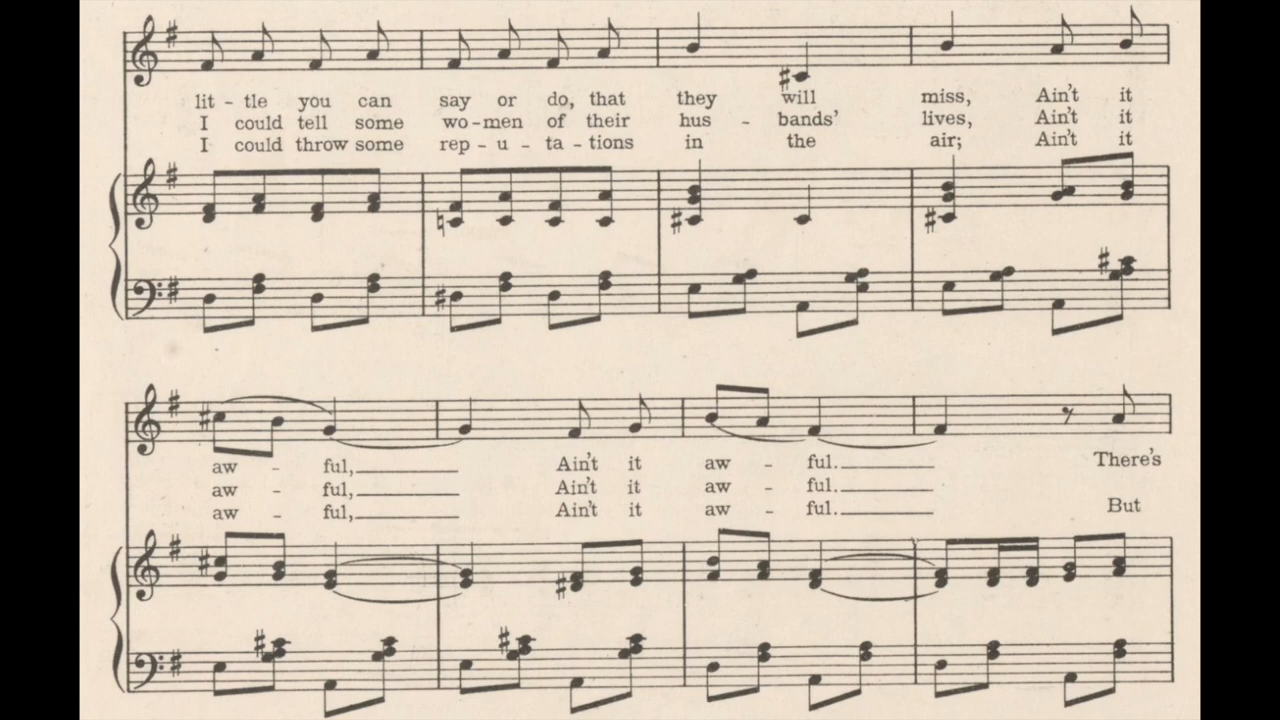 lit - tle you can say or do, that they will miss, Ain't it
I could tell some wo - men of their hus - bands' lives, Ain't it
I could throw some rep - u - ta - tions in the air; Ain't it
aw - ful, Ain't it aw - ful. There's
aw - ful, Ain't it aw - ful.
aw - ful, Ain't it aw - ful. But